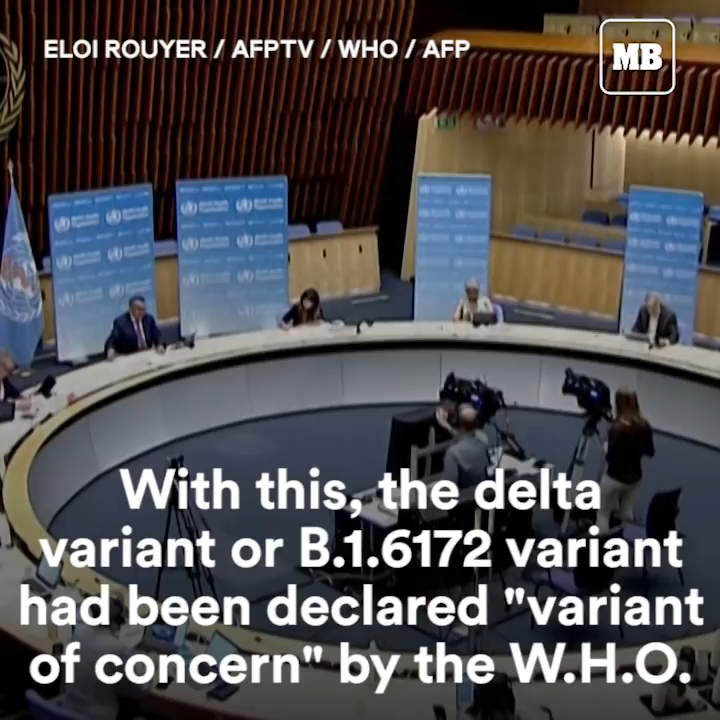 ELOI ROUYER / AFPTV / WHO / AFP
MB
With this, the delta
variant or B.1.6172 variant
had been declared "variant
of concern" by the W.H.O.